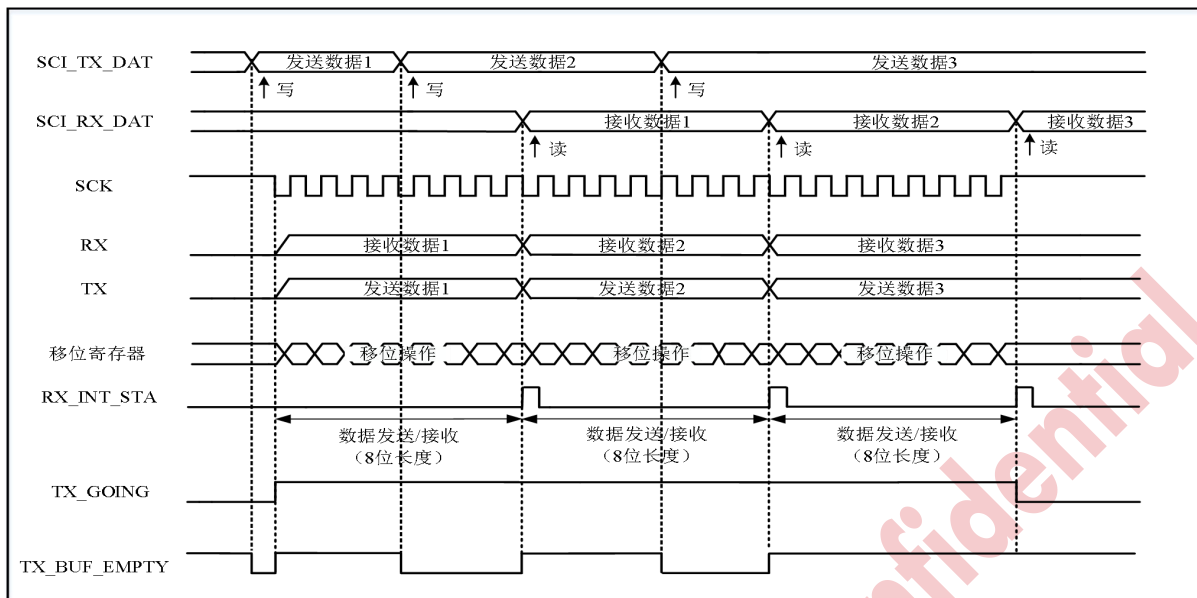 SCI_TX_DAT 发送数据1 发送数据2 发送数据3
写 写 写
SCI_RX_DAT 接收数据1 接收数据2 接收数据3
读 读 读
SCK
RX 接收数据1 接收数据2 接收数据3
TX 发送数据1 发送数据2 发送数据3
移位寄存器 移位操作 移位操作 移位操作
RX_INT_STA
数据发送/接收 数据发送/接收 数据发送/接收
（8位长度） （8位长度） （8位长度）
TX_GOING
TX_BUF_EMPTY